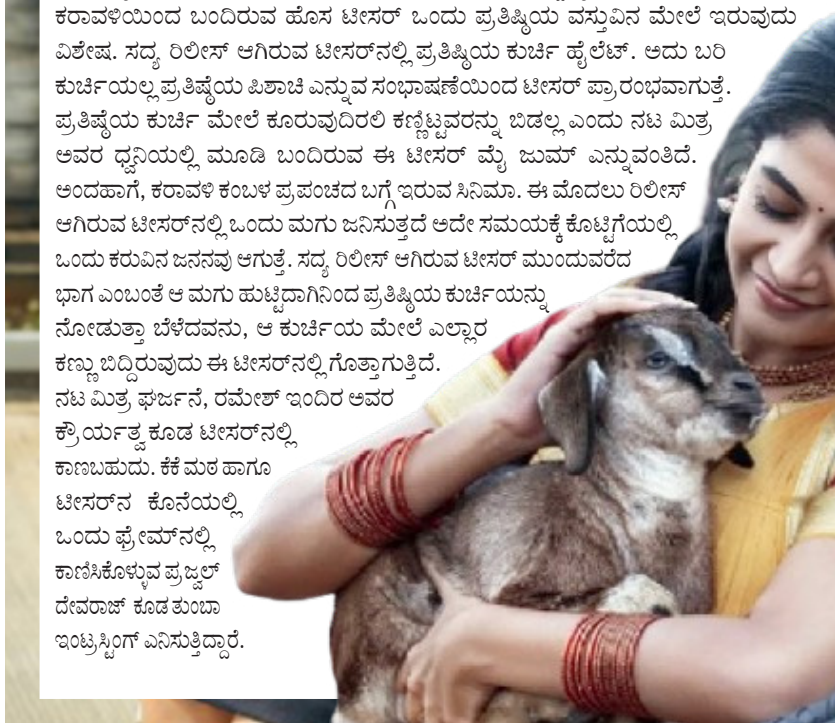 ಕರಾವಳಿಯಿಂದ ಬಂದಿರುವ ಹೊಸ ಟೀಸರ್ ಒಂದು ಪ್ರತಿಷ್ಠಿಯ ವಸ್ತುವಿನ ಮೇಲೆ ಇರುವುದು
ವಿಶೇಷ. ಸದ್ಯ ರಿಲೀಸ್ ಆಗಿರುವ ಟೀಸರ್‌ನಲ್ಲಿ ಪ್ರತಿಷ್ಠಿಯ ಕುರ್ಚಿ ಹೈಲೆಟ್. ಅದು ಬರಿ
ಕುರ್ಚಿಯಲ್ಲ ಪ್ರತಿಷ್ಠೆಯ ಪಿಶಾಚಿ ಎನ್ನುವ ಸಂಭಾಷಣೆಯಿಂದ ಟೀಸರ್ ಪ್ರಾರಂಭವಾಗುತ್ತೆ.
ಪ್ರತಿಷ್ಠೆಯ ಕುರ್ಚಿ ಮೇಲೆ ಕೂರುವುದಿರಲಿ ಕಣ್ಣಿಟ್ಟವರನ್ನು ಬಿಡಲ್ಲ ಎಂದು ನಟ ಮಿತ್ರ
ಅವರ ಧ್ವನಿಯಲ್ಲಿ ಮೂಡಿ ಬಂದಿರುವ ಈ ಟೀಸರ್ ಮೈ ಜುಮ್ ಎನ್ನುವಂತಿದೆ.
ಅಂದಹಾಗೆ, ಕರಾವಳಿ ಕಂಬಳ ಪ್ರಪಂಚದ ಬಗ್ಗೆ ಇರುವ ಸಿನಿಮಾ. ಈ ಮೊದಲು ರಿಲೀಸ್
ಆಗಿರುವ ಟೀಸರ್‌ನಲ್ಲಿ ಒಂದು ಮಗು ಜನಿಸುತ್ತದೆ ಅದೇ ಸಮಯಕ್ಕೆ ಕೊಟ್ಟಿಗೆಯಲ್ಲಿ
ಒಂದು ಕರುವಿನ ಜನನವು ಆಗುತ್ತೆ. ಸದ್ಯ ರಿಲೀಸ್ ಆಗಿರುವ ಟೀಸರ್ ಮುಂದುವರೆದ
ಭಾಗ ಎಂಬಂತೆ ಆ ಮಗು ಹುಟ್ಟಿದಾಗಿನಿಂದ ಪ್ರತಿಷ್ಠಿಯ ಕುರ್ಚಿಯನ್ನು
ನೋಡುತ್ತಾ ಬೆಳೆದವನು, ಆ ಕುರ್ಚಿಯ ಮೇಲೆ ಎಲ್ಲಾರ
ಕಣ್ಣು ಬಿದ್ದಿರುವುದು ಈ ಟೀಸರ್‌ನಲ್ಲಿ ಗೊತ್ತಾಗುತ್ತಿದೆ.
ನಟ ಮಿತ್ರ ಘರ್ಜನೆ, ರಮೇಶ್ ಇಂದಿರ ಅವರ
ಕ್ರೌರ್ಯತ್ವ ಕೂಡ ಟೀಸರ್‌ನಲ್ಲಿ
ಕಾಣಬಹುದು. ಕೆಕೆ ಮಠ ಹಾಗೂ
ಟೀಸರ್‌ನ ಕೊನೆಯಲ್ಲಿ
ಒಂದು ಫ್ರೇಮ್‌ನಲ್ಲಿ
ಕಾಣಿಸಿಕೊಳ್ಳುವ ಪ್ರಜ್ವಲ್
ದೇವರಾಜ್ ಕೂಡ ತುಂಬಾ
ಇಂಟ್ರಸ್ಟಿಂಗ್ ಎನಿಸುತ್ತಿದ್ದಾರೆ.